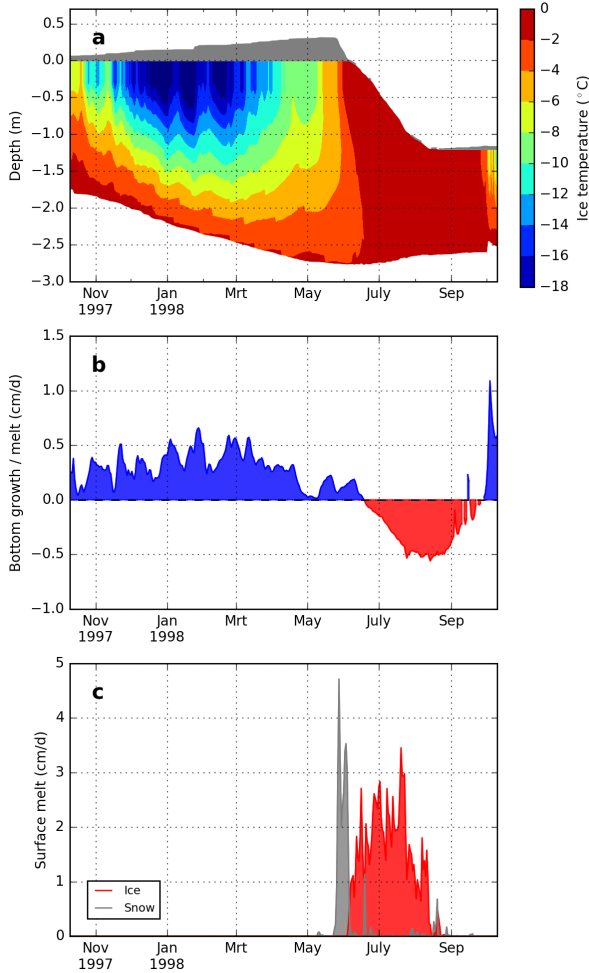 a
0.5
0.0
−0.5
−1.0
−1.5
−2.0
−2.5
−3.0
Depth (m)
Nov
1997
Jan
1998
Mrt
May
July
Sep
0
−2
−4
−6
−8
−10
−12
−14
−16
−18
Ice temperature (°C)
b
1.5
1.0
0.5
0.0
−0.5
−1.0
Bottom growth / melt (cm/d)
Nov
1997
Jan
1998
Mrt
May
July
Sep
c
5
4
3
2
1
0
Surface melt (cm/d)
Ice
Snow
Nov
1997
Jan
1998
Mrt
May
July
Sep